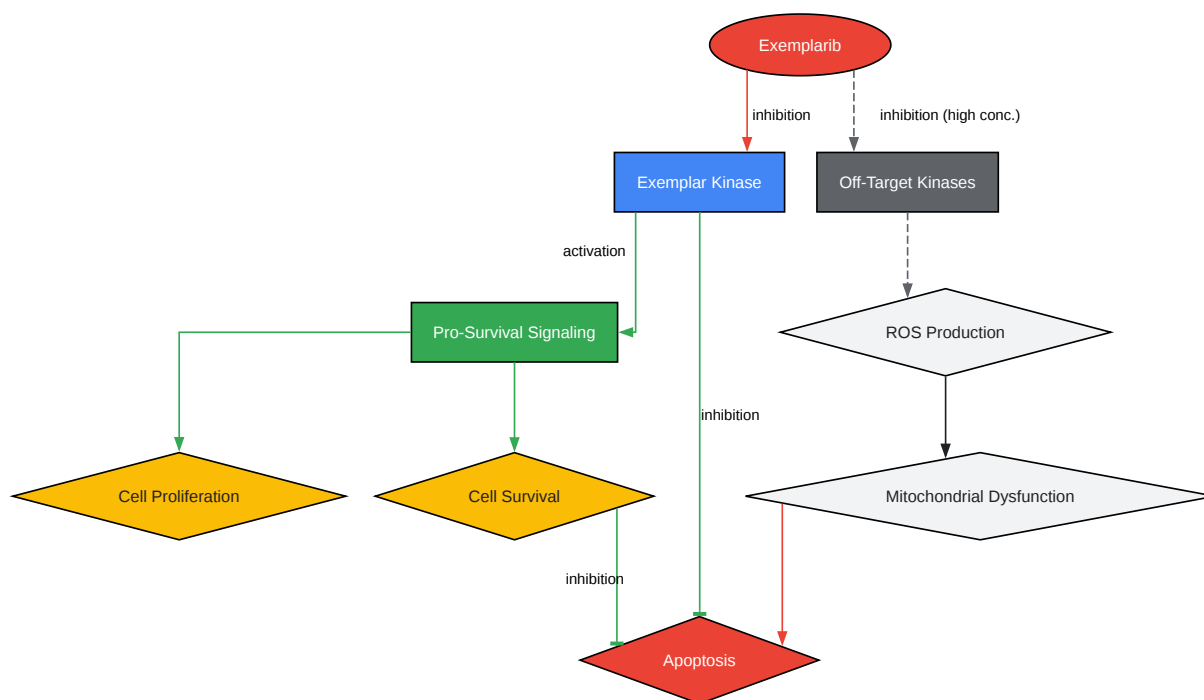 Exemplarib
inhibition
inhibition (high conc.)
Exemplar Kinase
Off-Target Kinases
activation
Pro-Survival Signaling
ROS Production
inhibition
Cell Proliferation
Cell Survival
Mitochondrial Dysfunction
inhibition
Apoptosis